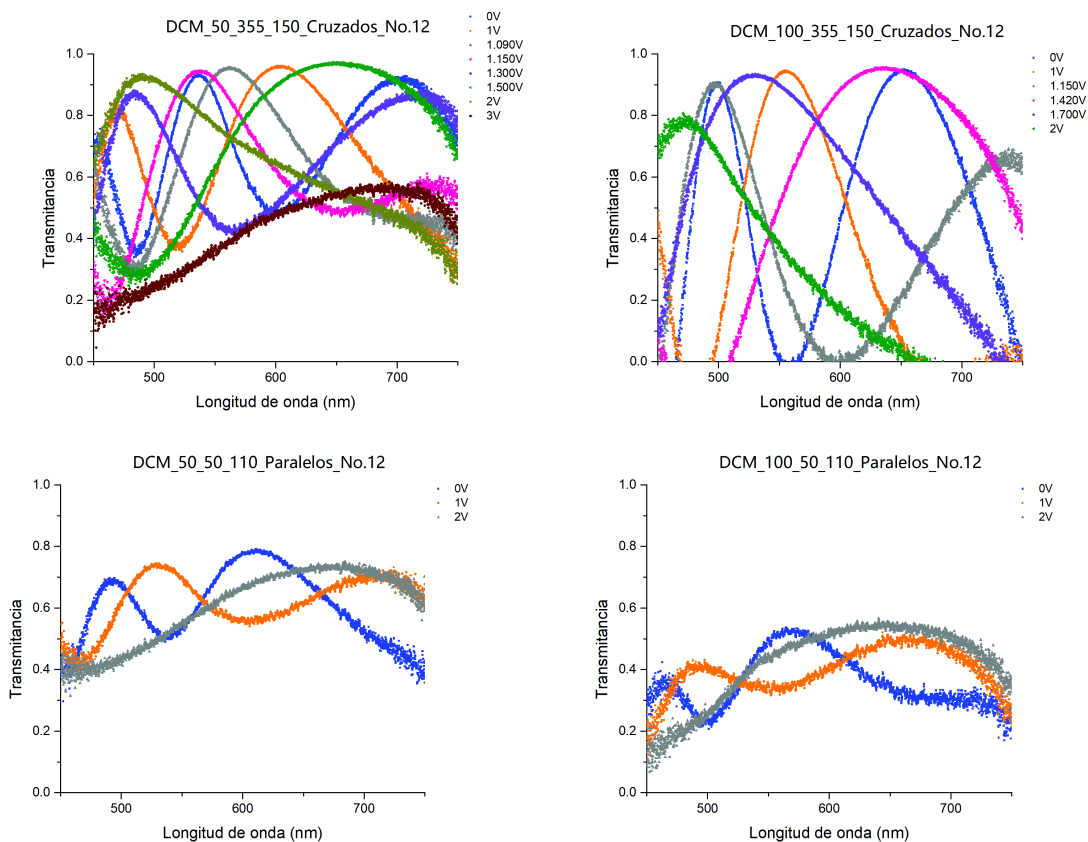 DCM_50_355_150_Cruzados_No.12
0V
1V
1.090V
1.150V
1.300V
1.500V
2V
3V
1.0
0.8
0.6
0.4
0.2
0.0
Transmitancia
500
600
700
Longitud de onda (nm)
DCM_100_355_150_Cruzados_No.12
0V
1V
1.150V
1.420V
1.700V
2V
1.0
0.8
0.6
0.4
0.2
0.0
Transmitancia
500
600
700
Longitud de onda (nm)
DCM_50_50_110_Paralelos_No.12
0V
1V
2V
1.0
0.8
0.6
0.4
0.2
0.0
Transmitancia
500
600
700
Longitud de onda (nm)
DCM_100_50_110_Paralelos_No.12
0V
1V
2V
1.0
0.8
0.6
0.4
0.2
0.0
Transmitancia
500
600
700
Longitud de onda (nm)